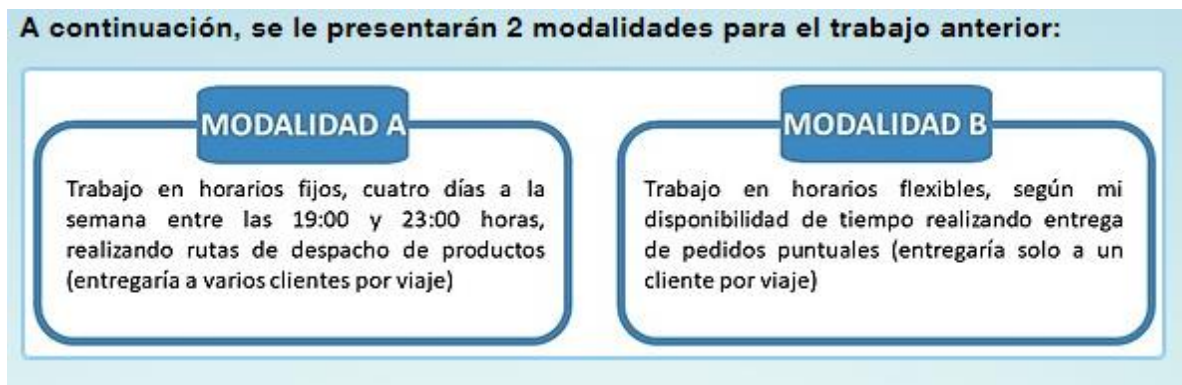 A continuación, se le presentarán 2 modalidades para el trabajo anterior:
MODALIDAD A
Trabajo en horarios fijos, cuatro días a la
semana entre las 19:00 y 23:00 horas,
realizando rutas de despacho de productos
(entregaría a varios clientes por viaje)
MODALIDAD B
Trabajo en horarios flexibles, según mi
disponibilidad de tiempo realizando entrega
de pedidos puntuales (entregaría solo a un
cliente por viaje)